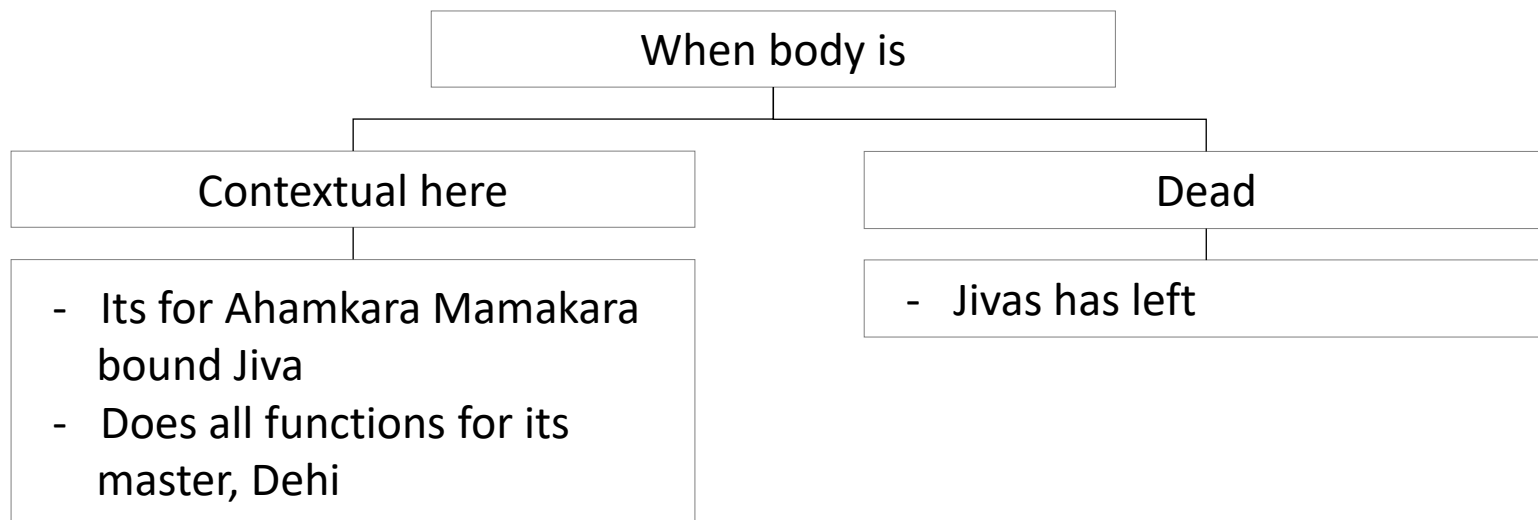 When body is
Contextual here
Dead
- Its for Ahamkara Mamakara
bound Jiva
- Does all functions for its
master, Dehi
- Jivas has left